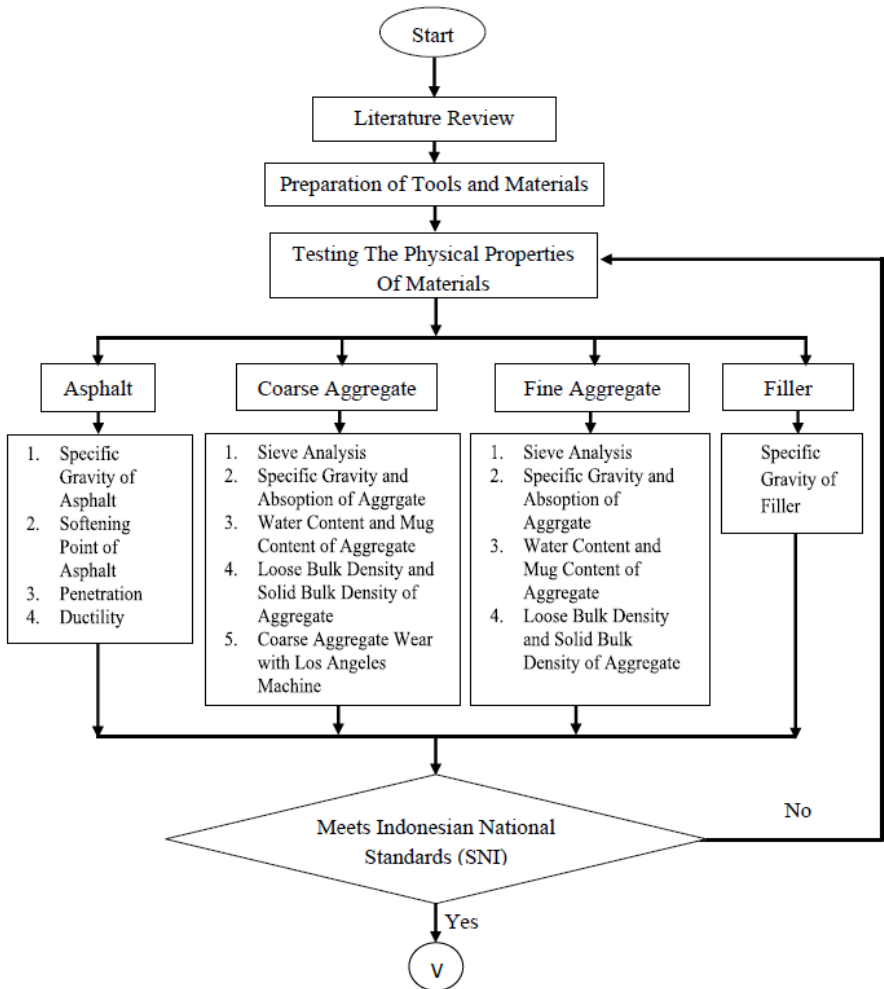 Start
Literature Review
Preparation of Tools and Materials
Testing The Physical Properties
Of Materials
Asphalt
Coarse Aggregate
Fine Aggregate
Filler
1. Specific
Gravity of
Asphalt
2. Softening
Point of
Asphalt
3. Penetration
4. Ductility
1. Sieve Analysis
2. Specific Gravity and
Absoption of Aggrgate
3. Water Content and Mug
Content of Aggregate
4. Loose Bulk Density and
Solid Bulk Density of
Aggregate
5. Coarse Aggregate Wear
with Los Angeles
Machine
1. Sieve Analysis
2. Specific Gravity and
Absoption of
Aggrgate
3. Water Content and
Mug Content of
Aggregate
4. Loose Bulk Density
and Solid Bulk
Density of Aggregate
Specific
Gravity of
Filler
Meets Indonesian National
Standards (SNI)
No
Yes
V